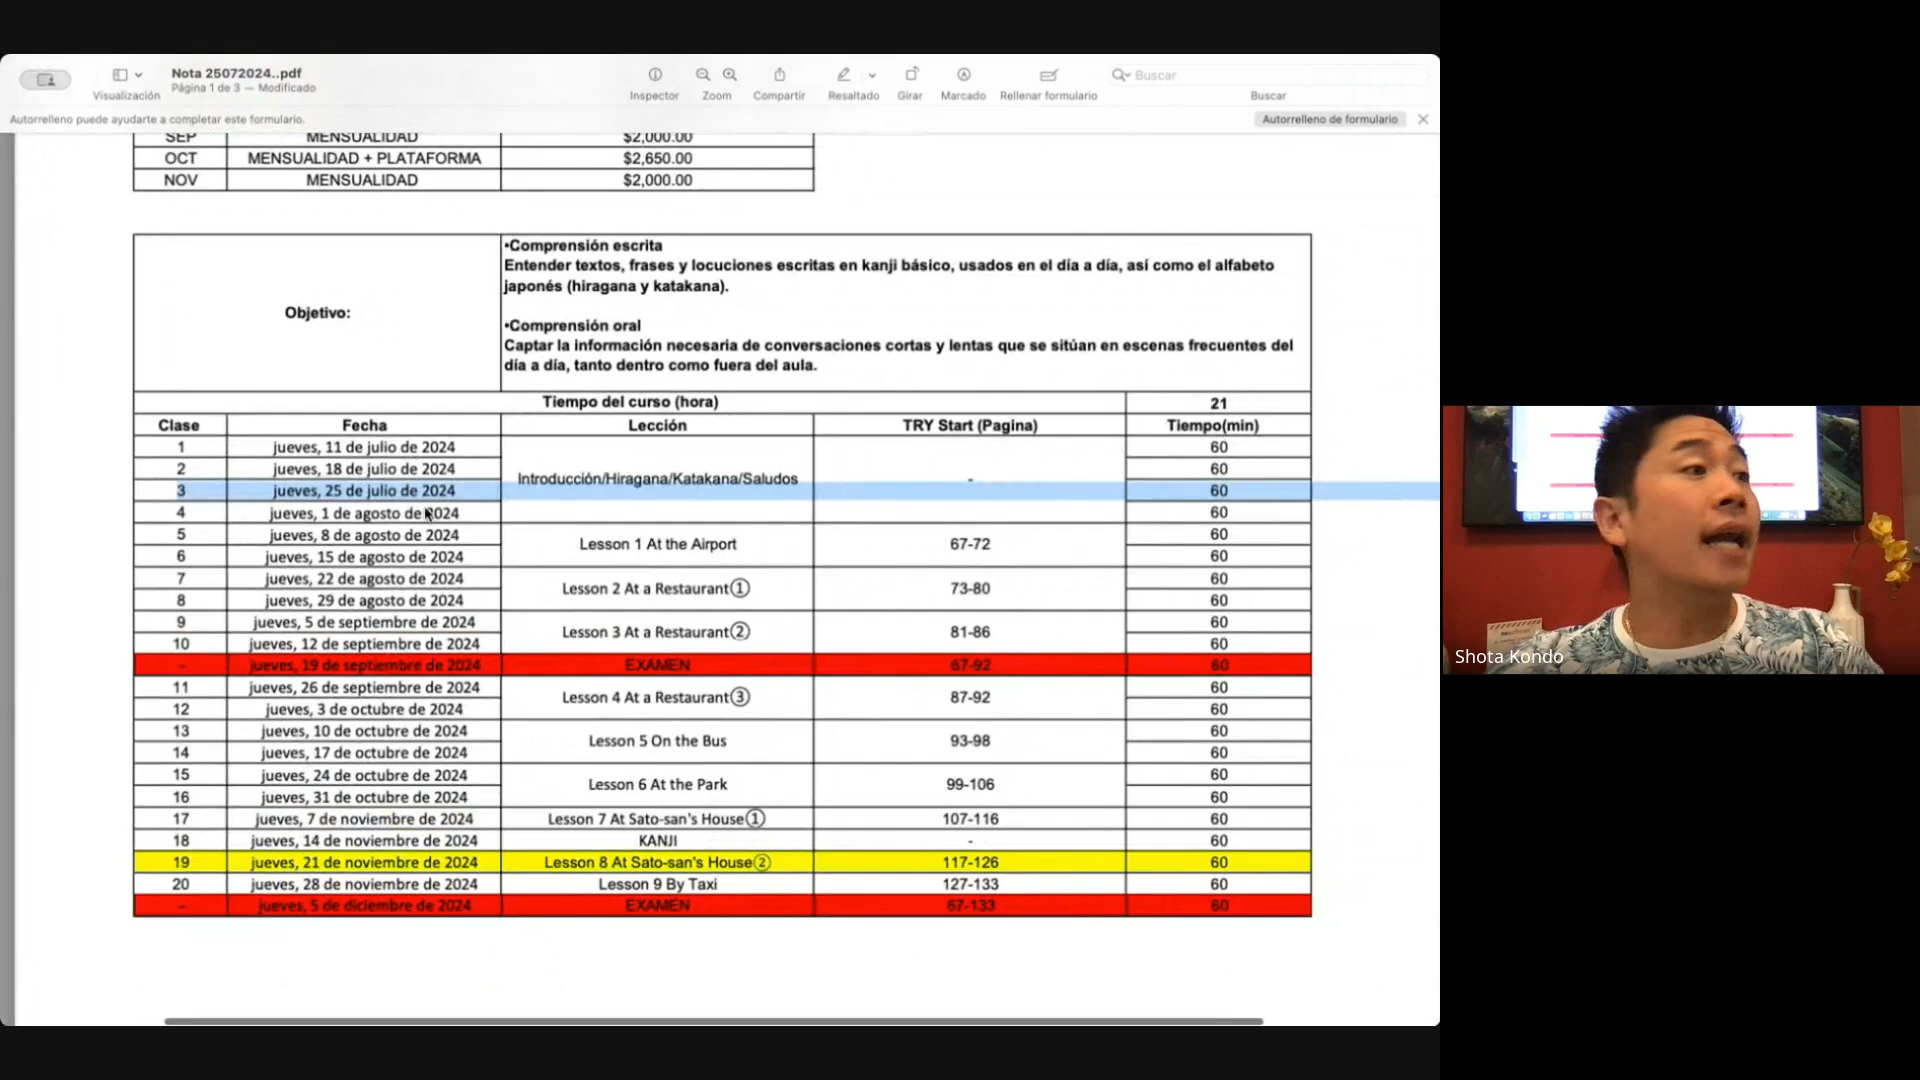 Nota 25072024..pdf
Página 1 de 3 — Modificado
Visualización
Inspector
Zoom
Compartir
Resaltado
Girar
Marcado
Rellenar formulario
Buscar
Buscar
Autorrelleno puede ayudarte a completar este formulario.
Autorrelleno de formulario
SEP MENSUALIDAD $2,000.00
OCT MENSUALIDAD + PLATAFORMA $2,650.00
NOV MENSUALIDAD $2,000.00
Objetivo:
•Comprensión escrita
Entender textos, frases y locuciones escritas en kanji básico, usados en el día a día, así como el alfabeto
japonés (hiragana y katakana).
•Comprensión oral
Captar la información necesaria de conversaciones cortas y lentas que se sitúan en escenas frecuentes del
día a día, tanto dentro como fuera del aula.
Tiempo del curso (hora) 21
Clase Fecha Lección TRY Start (Pagina) Tiempo(min)
1 jueves, 11 de julio de 2024 60
2 jueves, 18 de julio de 2024 60
Introducción/Hiragana/Katakana/Saludos -
3 jueves, 25 de julio de 2024 60
4 jueves, 1 de agosto de 2024 60
5 jueves, 8 de agosto de 2024 60
Lesson 1 At the Airport 67-72
6 jueves, 15 de agosto de 2024 60
7 jueves, 22 de agosto de 2024 60
Lesson 2 At a Restaurant① 73-80
8 jueves, 29 de agosto de 2024 60
9 jueves, 5 de septiembre de 2024 60
Lesson 3 At a Restaurant② 81-86
10 jueves, 12 de septiembre de 2024 60
- jueves, 19 de septiembre de 2024 EXAMEN 67-92 60
11 jueves, 26 de septiembre de 2024 60
Lesson 4 At a Restaurant③ 87-92
12 jueves, 3 de octubre de 2024 60
13 jueves, 10 de octubre de 2024 60
Lesson 5 On the Bus 93-98
14 jueves, 17 de octubre de 2024 60
15 jueves, 24 de octubre de 2024 60
Lesson 6 At the Park 99-106
16 jueves, 31 de octubre de 2024 60
17 jueves, 7 de noviembre de 2024 Lesson 7 At Sato-san's House① 107-116 60
18 jueves, 14 de noviembre de 2024 KANJI - 60
19 jueves, 21 de noviembre de 2024 Lesson 8 At Sato-san's House② 117-126 60
20 jueves, 28 de noviembre de 2024 Lesson 9 By Taxi 127-133 60
- jueves, 5 de diciembre de 2024 EXAMEN 67-133 60
Shota Kondo